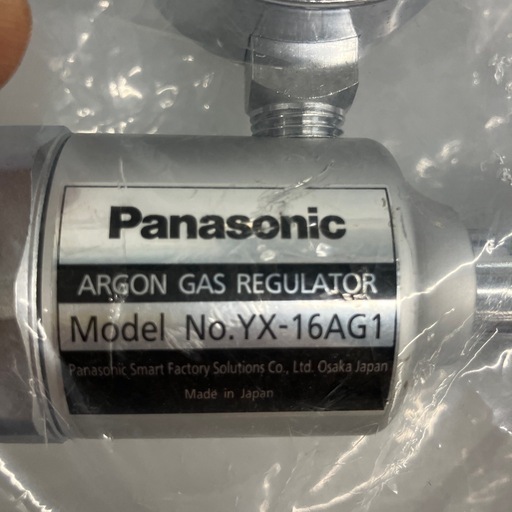 Panasonic
ARGON GAS REGULATOR
Model No.YX-16AG1
Panasonic Smart Factory Solutions Co., Ltd. Osaka Japan
Made in Japan